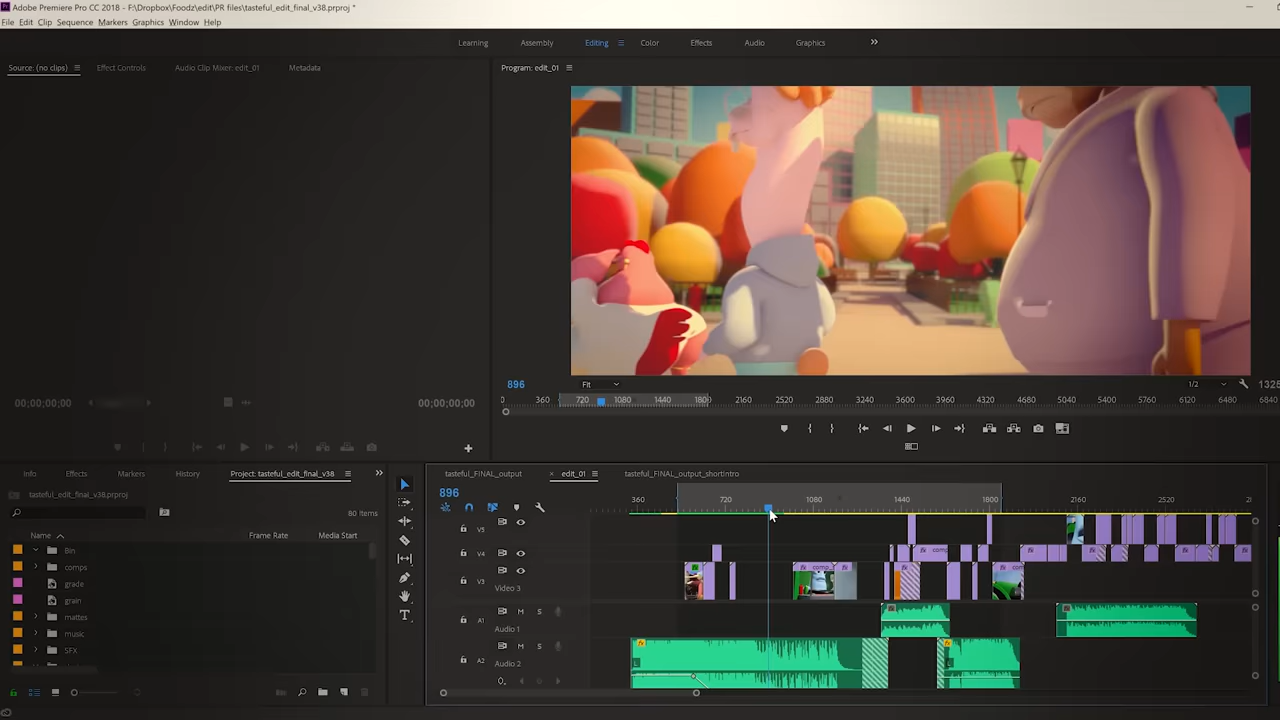 Adobe Premiere Pro CC 2018 - F:\Dropbox\Foodz\edit\PR files\tasteful_edit_final_v38.prproj *
File Edit Clip Sequence Markers Graphics Window Help
Learning Assembly Editing Color Effects Audio Graphics
Source: (no clips) Effect Controls Audio Clip Mixer: edit_01 Metadata
Program: edit_01
896 Fit 1/2 1325
00;00;00;00 00;00;00;00
0 360 720 1080 1440 1800 2160 2520 2880 3240 3600 3960 4320 4680 5040 5400 5760 6120 6480 6840
Info Effects Markers History Project: tasteful_edit_final_v38
tasteful_FINAL_output edit_01 tasteful_FINAL_output_shortIntro
tasteful_edit_final_v38.prproj
80 Items
Name Frame Rate Media Start
Bin
comps
grade
grain
mattes
music
SFX
896
360 720 1080 1440 1800 2160 2520
V5
V4
V3 Video 3
A1 M S
Audio 1
A2 M S
Audio 2